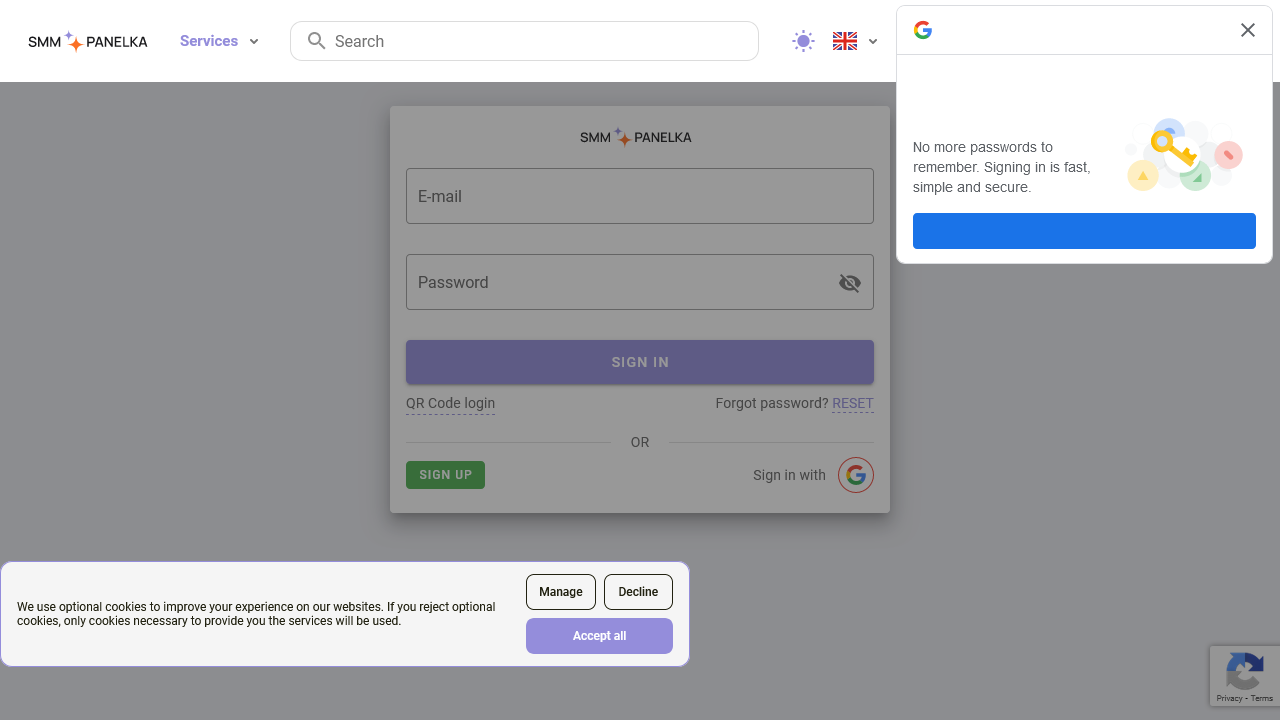 SMM PANELKA
Services
Search
SMM PANELKA
E-mail
Password
SIGN IN
QR Code login
Forgot password? RESET
OR
SIGN UP
Sign in with
No more passwords to
remember. Signing in is fast,
simple and secure.
We use optional cookies to improve your experience on our websites. If you reject optional
cookies, only cookies necessary to provide you the services will be used.
Manage
Decline
Accept all
Privacy - Terms